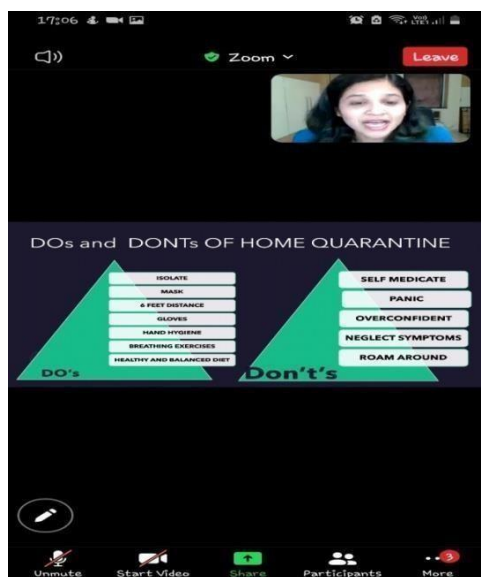 17:06
Zoom
Leave
DOs and DONTs OF HOME QUARANTINE
ISOLATE
MASK
6 FEET DISTANCE
GLOVES
HAND HYGIENE
BREATHING EXERCISES
HEALTHY AND BALANCED DIET
DO's
SELF MEDICATE
PANIC
OVERCONFIDENT
NEGLECT SYMPTOMS
ROAM AROUND
Don't's
Unmute
Start Video
Share
Participants
3
More